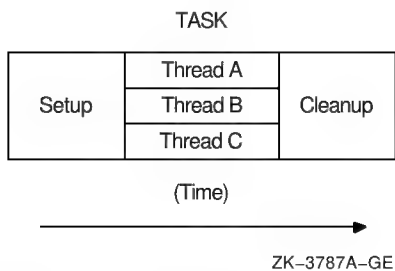 TASK
Thread A
Setup
Thread B
Cleanup
Thread C
(Time)
ZK–3787A–GE